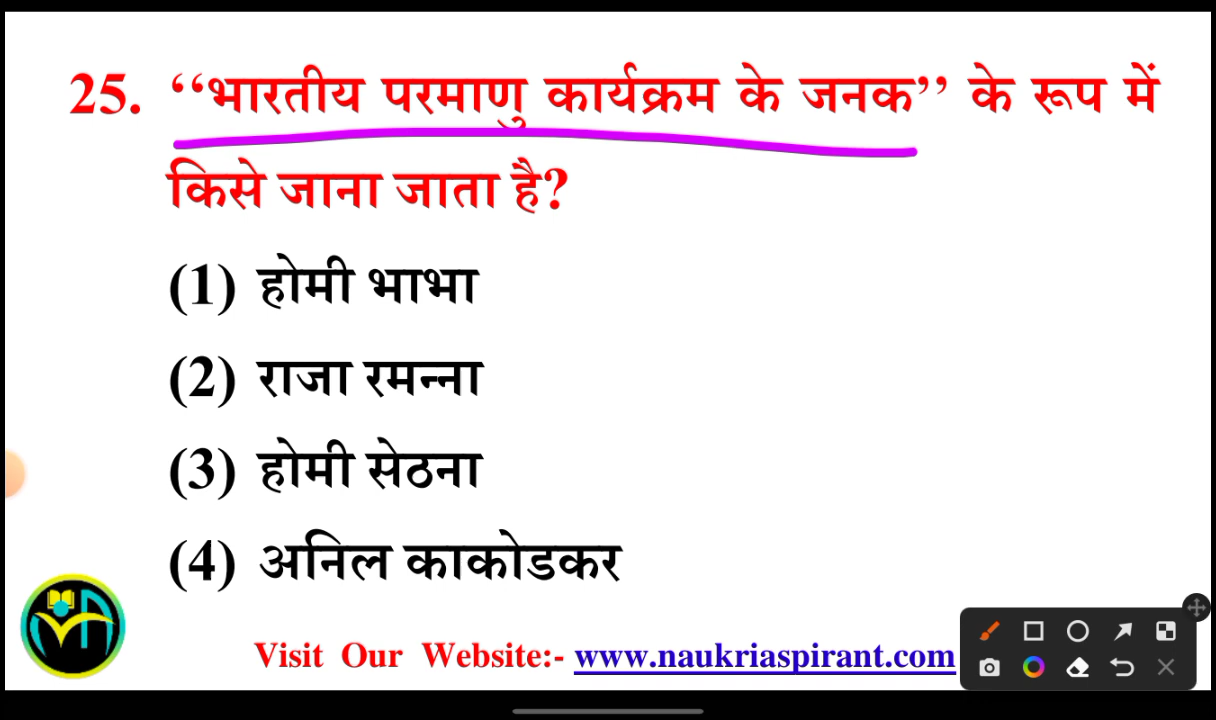 25. ‘‘भारतीय परमाणु कार्यक्रम के जनक’’ के रूप में
किसे जाना जाता है?
(1) होमी भाभा
(2) राजा रमन्ना
(3) होमी सेठना
(4) अनिल काकोडकर
Visit Our Website:- www.naukriaspirant.com